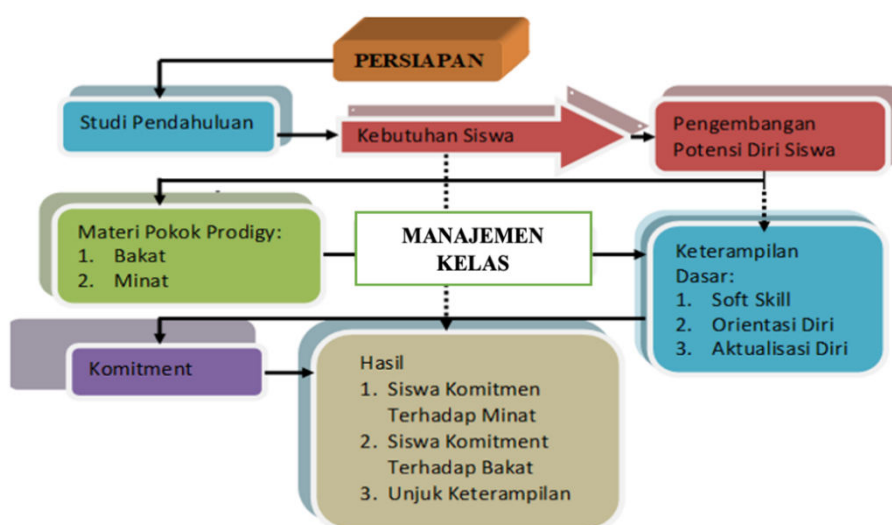 PERSIAPAN
Studi Pendahuluan
Kebutuhan Siswa
Pengembangan
Potensi Diri Siswa
Materi Pokok Prodigy:
1. Bakat
2. Minat
MANAJEMEN
KELAS
Keterampilan
Dasar:
1. Soft Skill
2. Orientasi Diri
3. Aktualisasi Diri
Komitment
Hasil
1. Siswa Komitmen
Terhadap Minat
2. Siswa Komitment
Terhadap Bakat
3. Unjuk Keterampilan